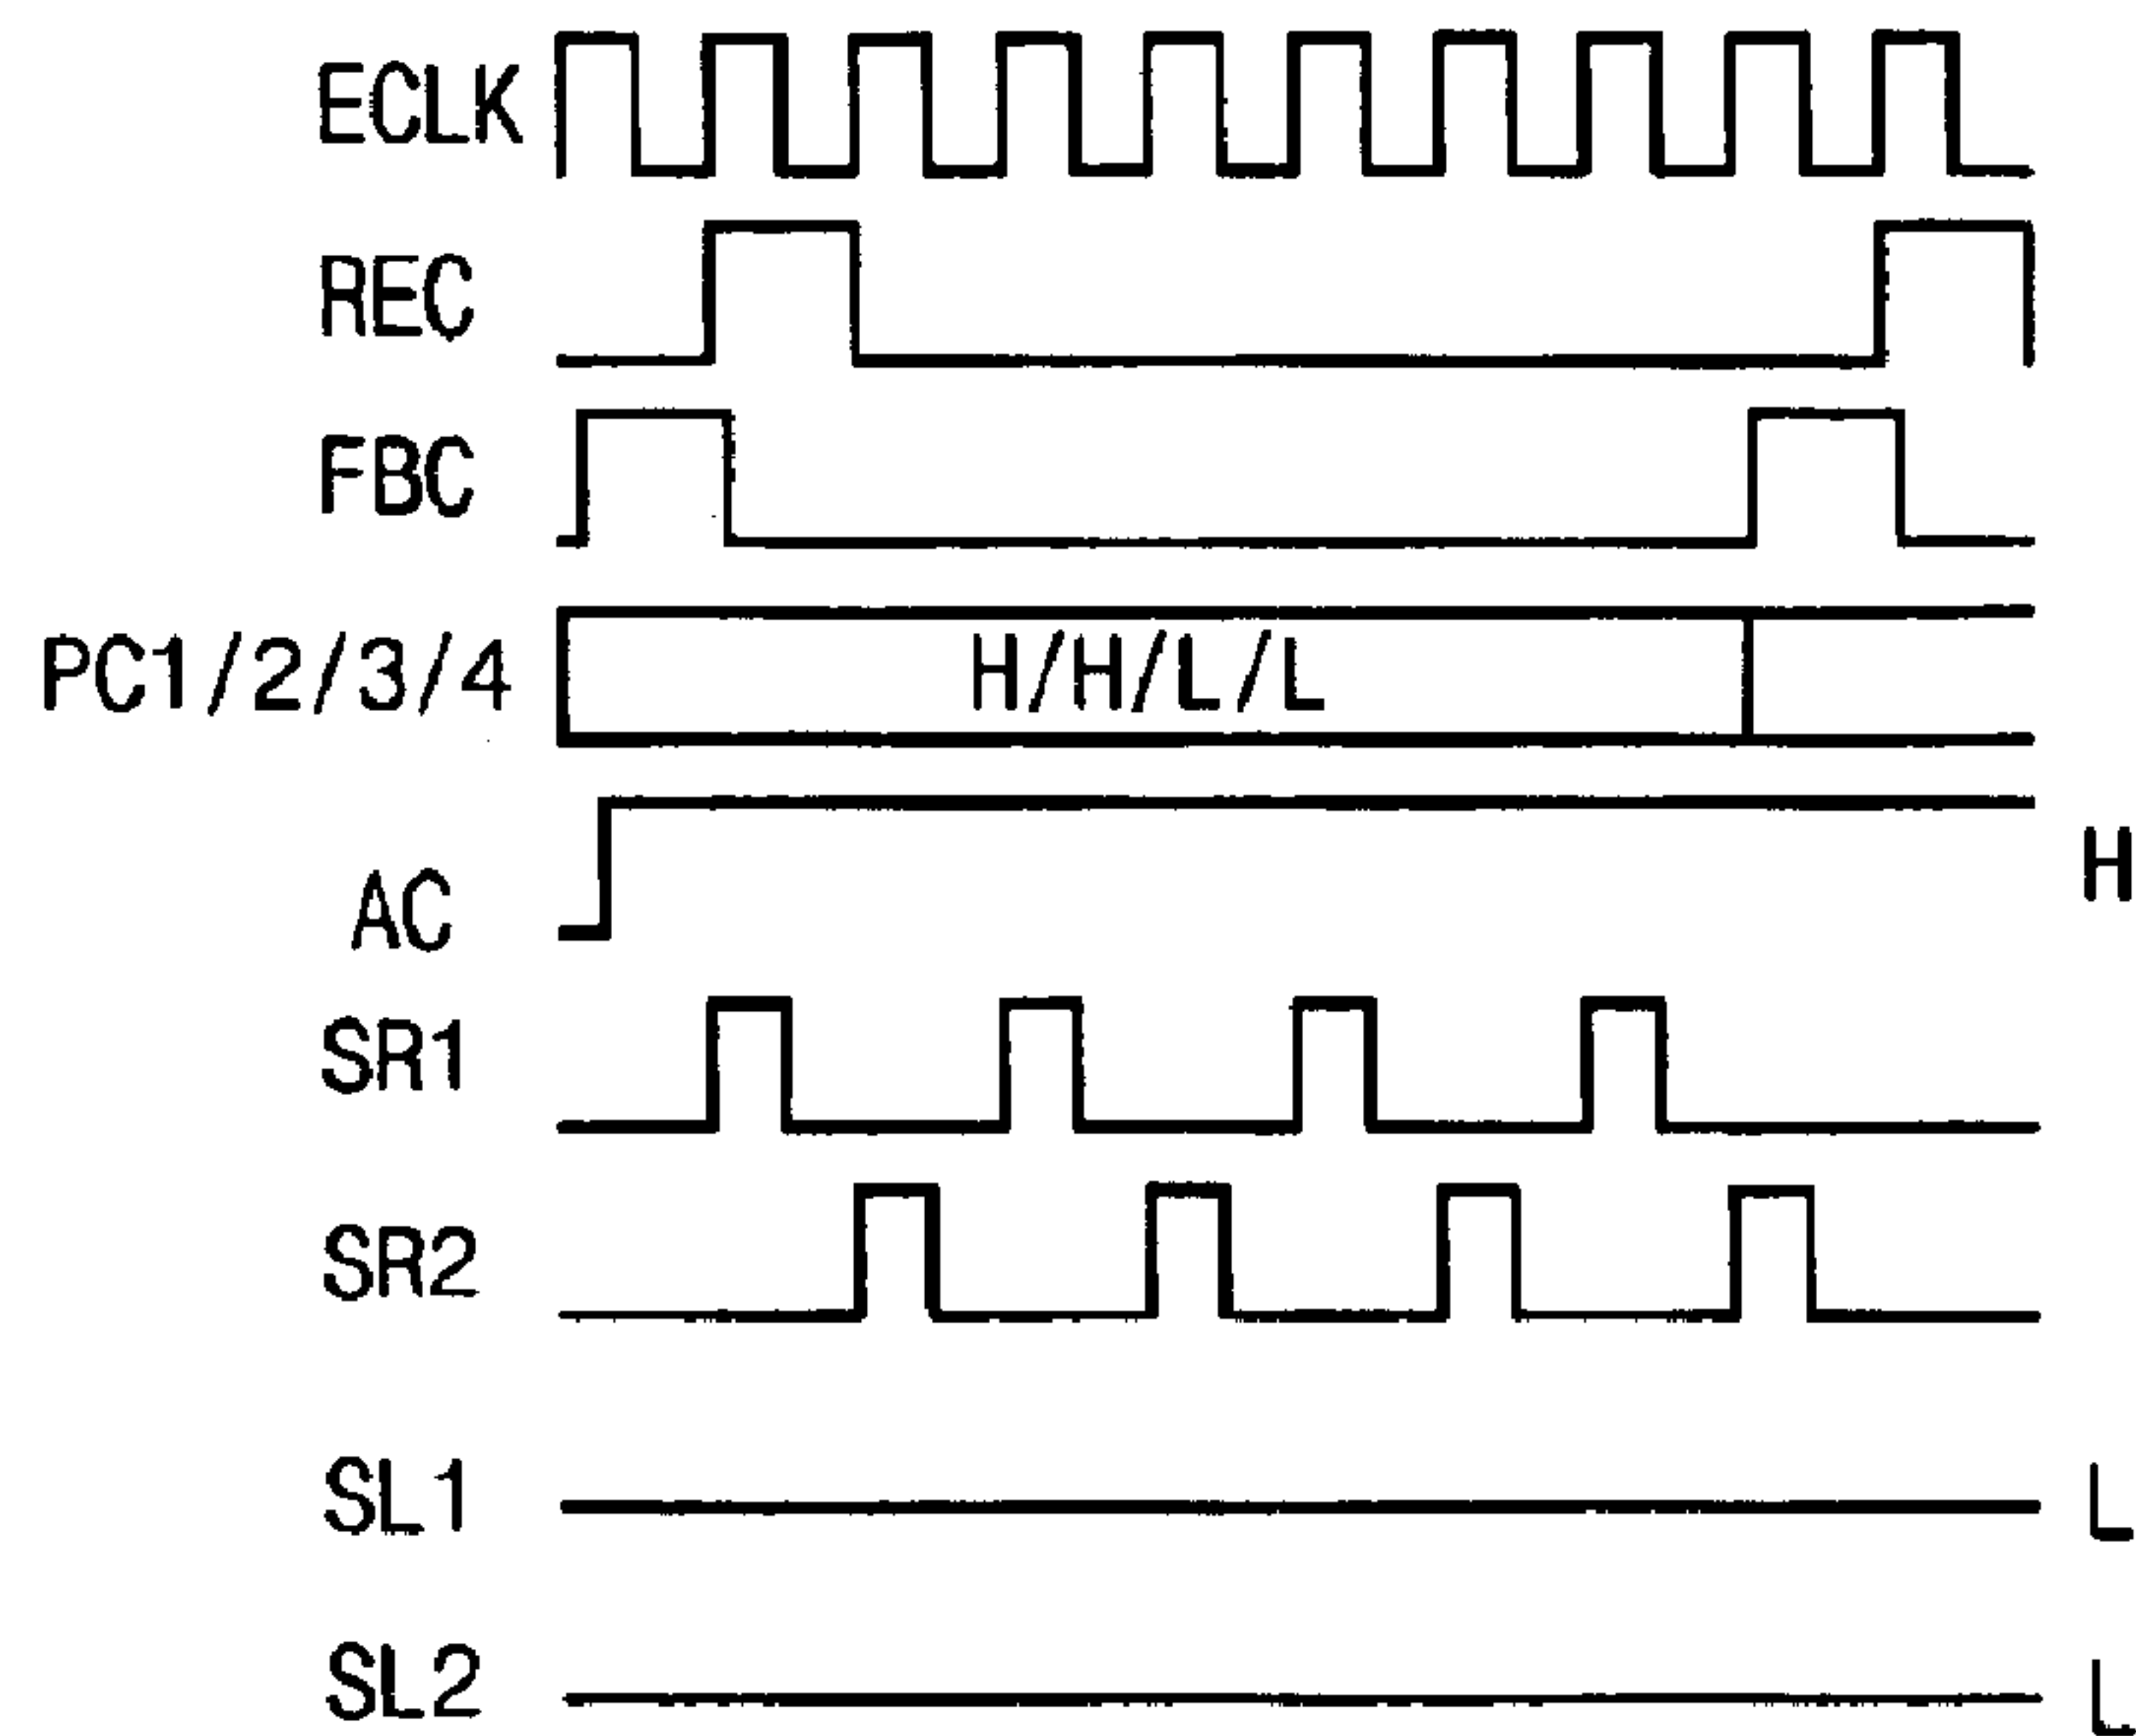 ECLK
REC
FBC
PC1/2/3/4 H/H/L/L
AC H
SR1
SR2
SL1 L
SL2 L